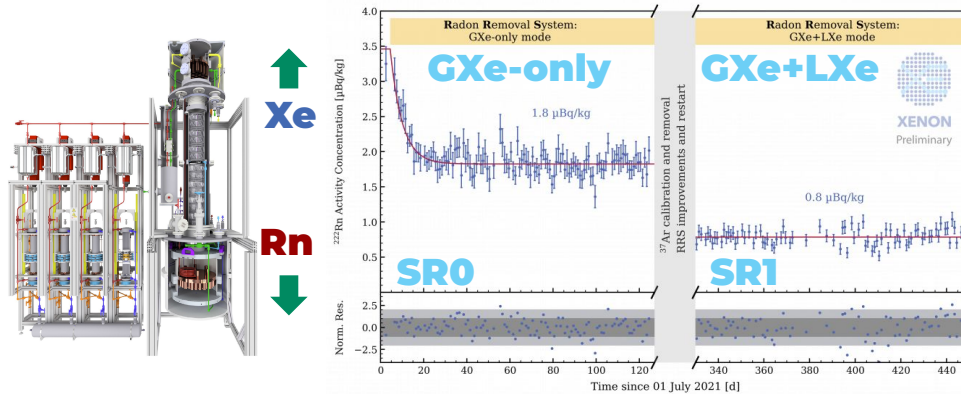 Xe
Rn
Radon Removal System:
GXe-only mode
Radon Removal System:
GXe+LXe mode
GXe-only
GXe+LXe
XENON
Preliminary
1.8 µBq/kg
0.8 µBq/kg
SR0
SR1
³⁷Ar calibration and removal
RRS improvements and restart
²²²Rn Activity Concentration [µBq/kg]
4.0
3.5
3.0
2.5
2.0
1.5
1.0
0.5
Norm. Res.
2.5
0.0
−2.5
0 20 40 60 80 100 120
340 360 380 400 420 440
Time since 01 July 2021 [d]